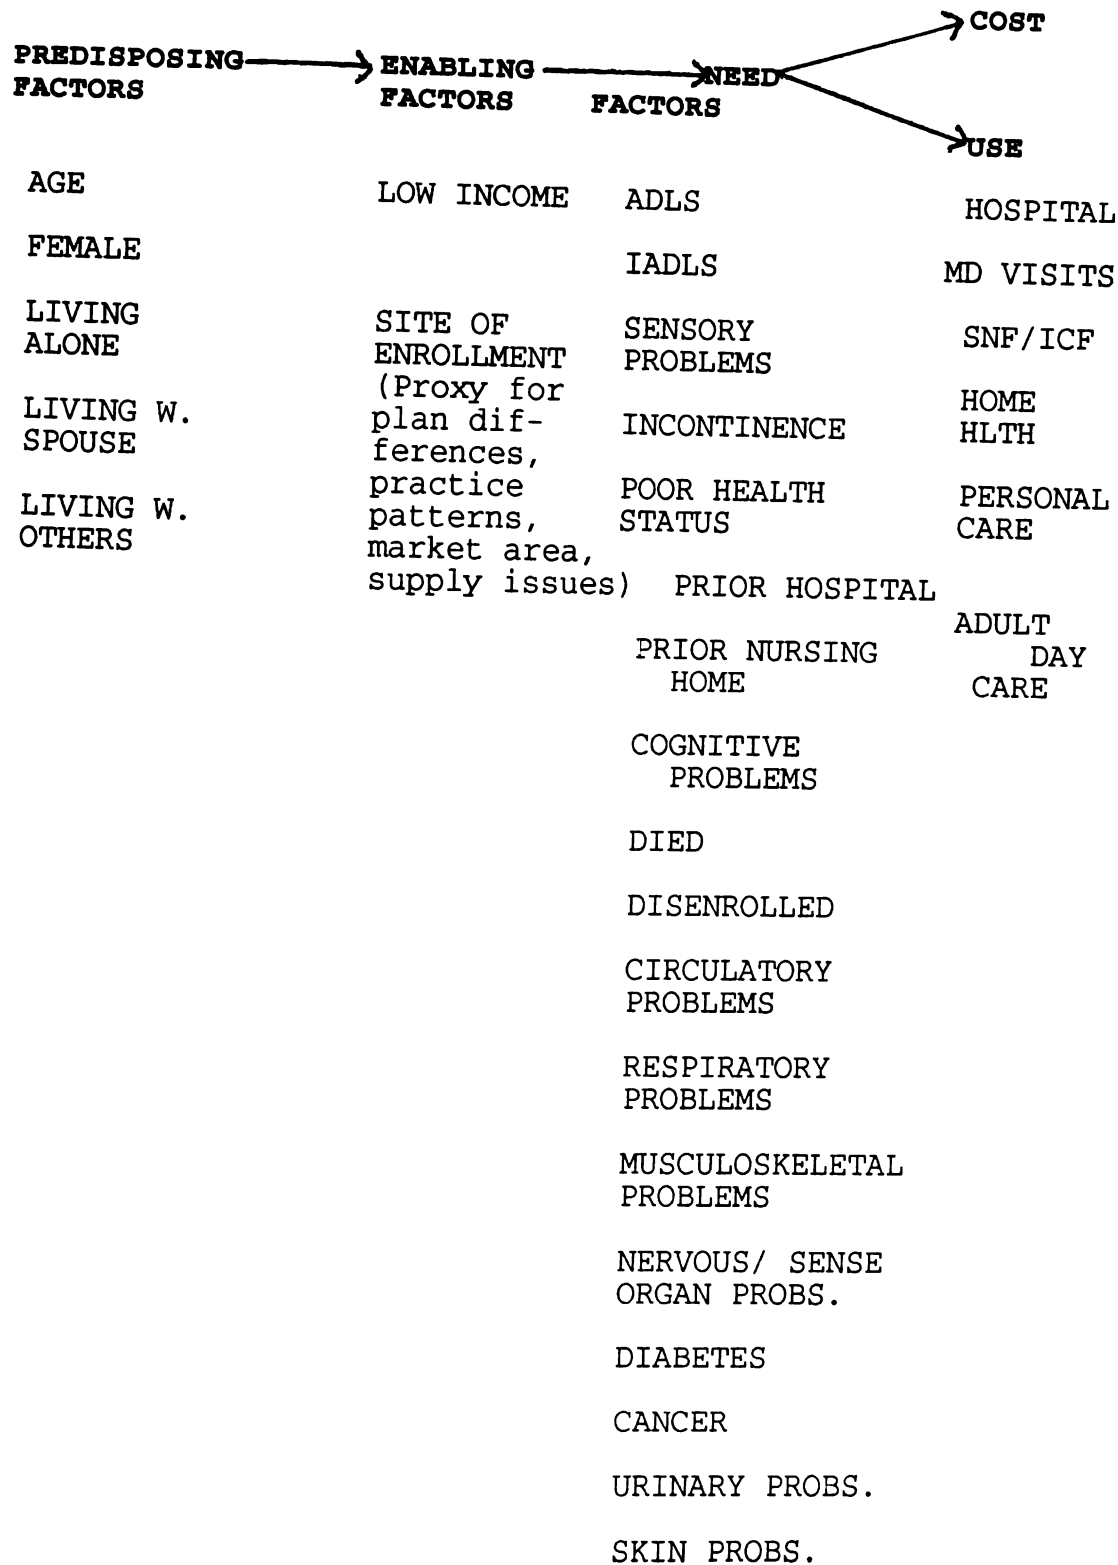 COST
PREDISPOSING
FACTORS
ENABLING
FACTORS
NEED
FACTORS
USE
AGE
FEMALE
LIVING
ALONE
LIVING W.
SPOUSE
LIVING W.
OTHERS
LOW INCOME
SITE OF
ENROLLMENT
(Proxy for
plan dif-
ferences,
practice
patterns,
market area,
supply issues)
ADLS
IADLS
SENSORY
PROBLEMS
INCONTINENCE
POOR HEALTH
STATUS
PRIOR HOSPITAL
PRIOR NURSING
HOME
COGNITIVE
PROBLEMS
DIED
DISENROLLED
CIRCULATORY
PROBLEMS
RESPIRATORY
PROBLEMS
MUSCULOSKELETAL
PROBLEMS
NERVOUS/ SENSE
ORGAN PROBS.
DIABETES
CANCER
URINARY PROBS.
SKIN PROBS.
HOSPITAL
MD VISITS
SNF/ICF
HOME
HLTH
PERSONAL
CARE
ADULT
DAY
CARE